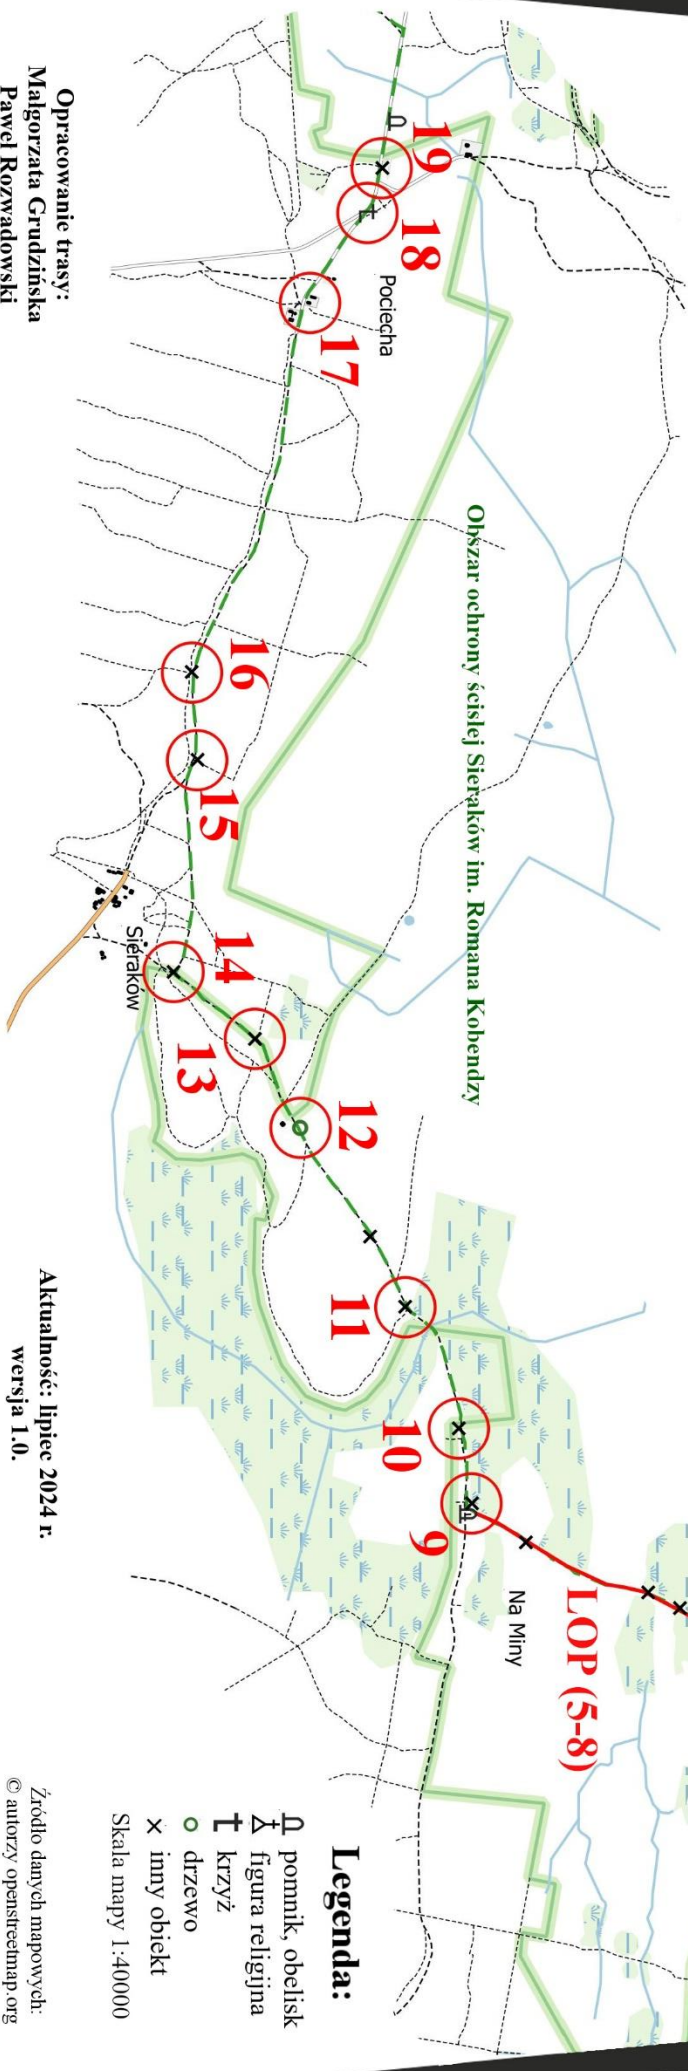 19
18
Pociecha
17
Obszar ochrony ścisłej Sieraków im. Romana Kobendzy
16
15
14
Sieraków
13
12
11
10
9
Na Miny
LOP (5-8)
Opracowanie trasy:
Małgorzata Grudzińska
Paweł Rozwadowski
Aktualność: lipiec 2024 r.
wersja 1.0.
Legenda:
pomnik, obelisk
figura religijna
krzyż
drzewo
inny obiekt
Skala mapy 1:40000
Źródło danych mapowych:
© autorzy openstreetmap.org